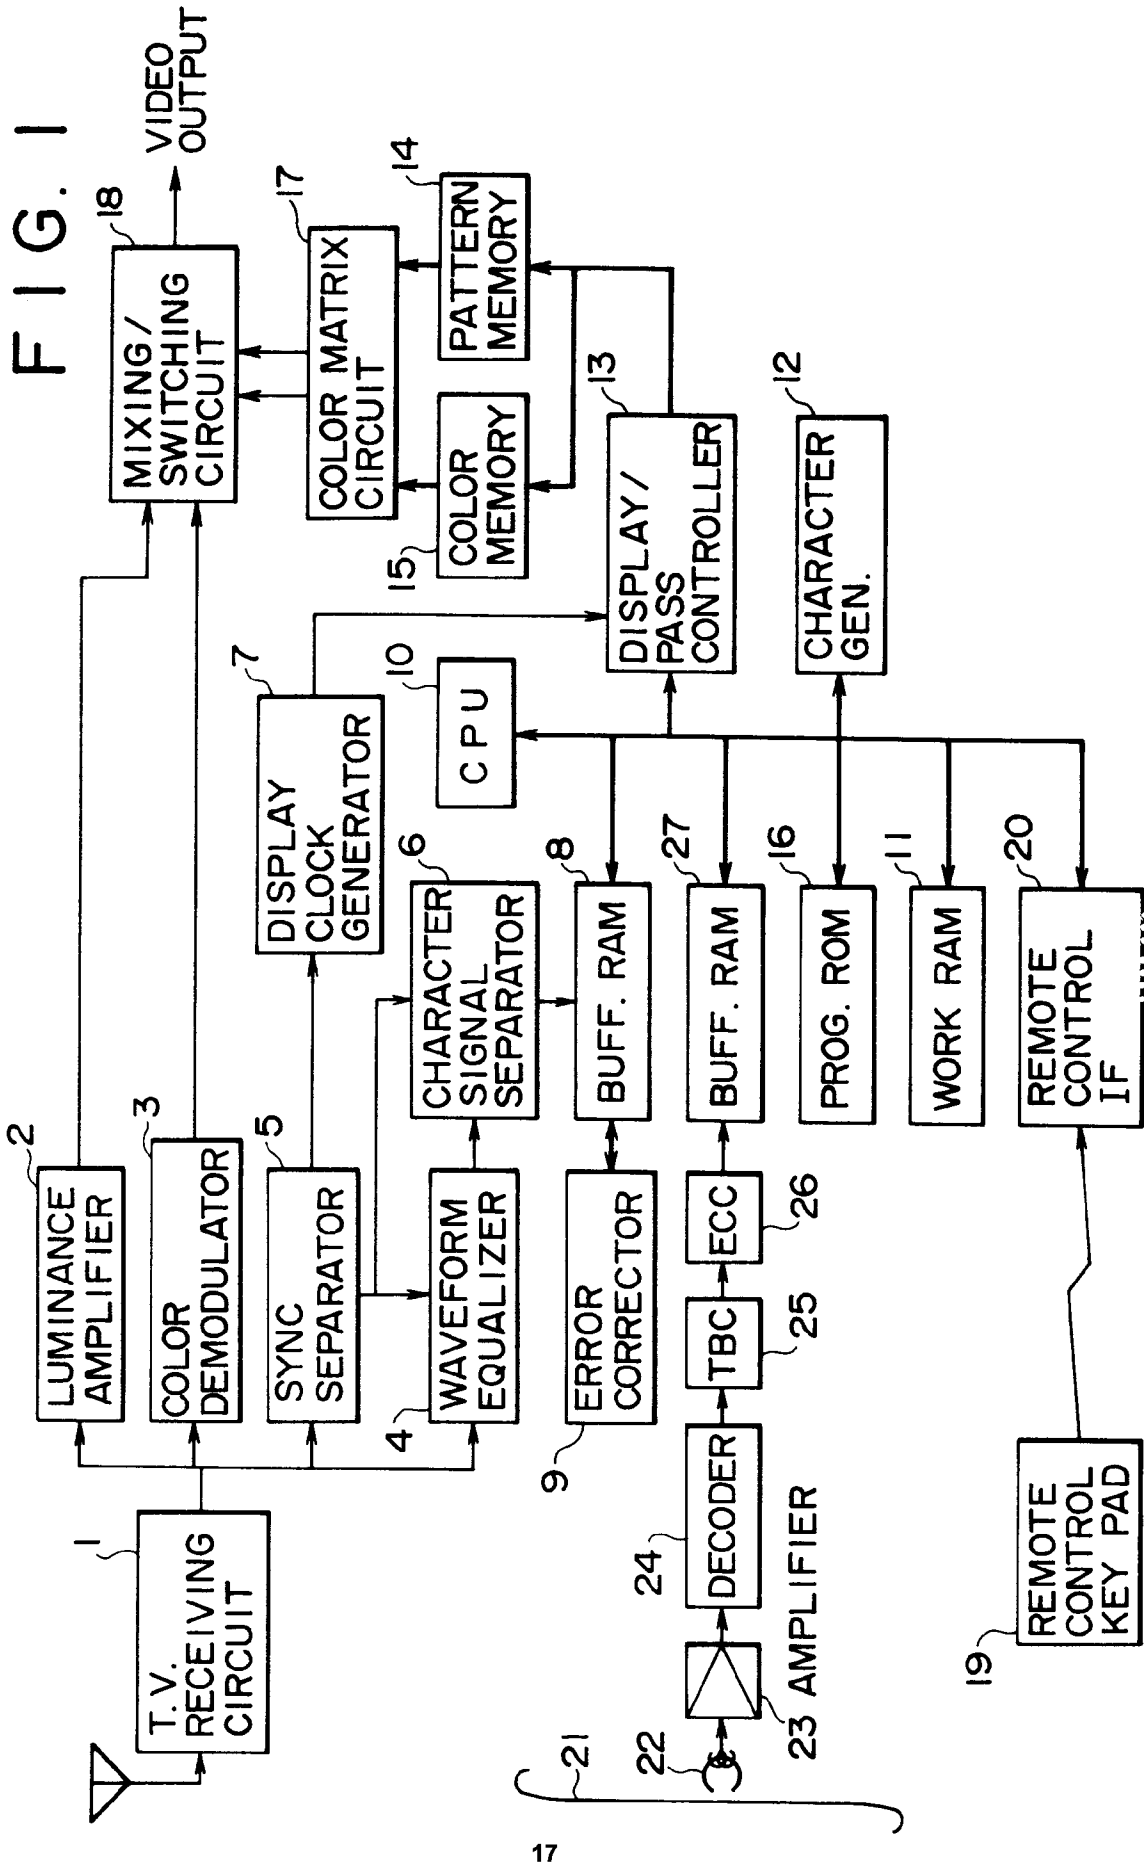 FIG. 1
1
T.V.
RECEIVING
CIRCUIT
2
LUMINANCE
AMPLIFIER
3
COLOR
DEMODULATOR
5
SYNC
SEPARATOR
4
WAVEFORM
EQUALIZER
7
DISPLAY
CLOCK
GENERATOR
6
CHARACTER
SIGNAL
SEPARATOR
18
MIXING/
SWITCHING
CIRCUIT
VIDEO
OUTPUT
17
COLOR MATRIX
CIRCUIT
15
COLOR
MEMORY
14
PATTERN
MEMORY
10
CPU
13
DISPLAY/
PASS
CONTROLLER
12
CHARACTER
GEN.
9
ERROR
CORRECTOR
8
BUFF. RAM
21
22
23 AMPLIFIER
24
DECODER
25
TBC
26
ECC
27
BUFF. RAM
16
PROG. ROM
11
WORK RAM
19
REMOTE
CONTROL
KEY PAD
20
REMOTE
CONTROL
IF
17